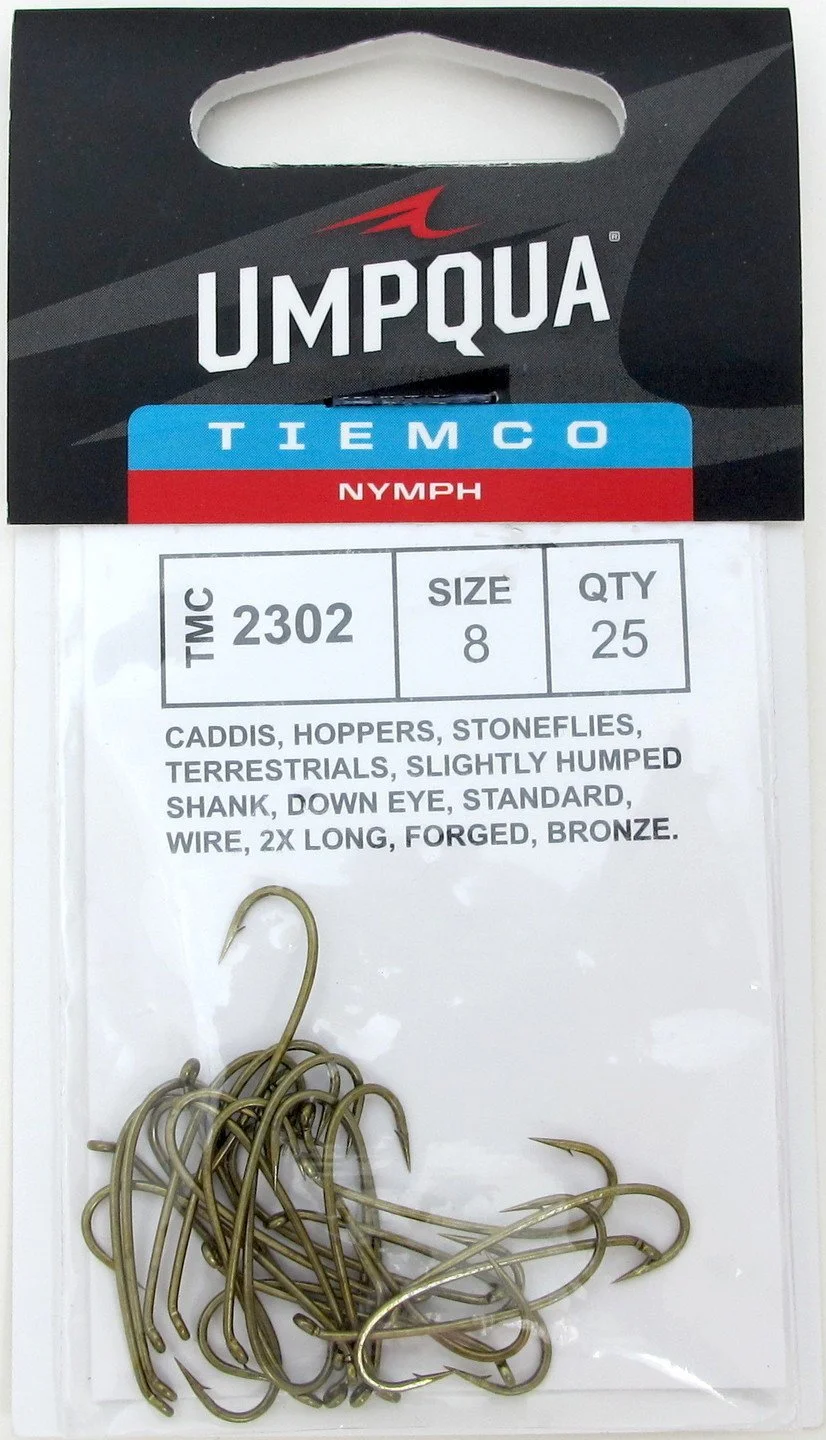 UMPQUA®
TIEMCO
NYMPH
TMC 2302
SIZE 8
QTY 25
CADDIS, HOPPERS, STONEFLIES,
TERRESTRIALS, SLIGHTLY HUMPED
SHANK, DOWN EYE, STANDARD,
WIRE, 2X LONG, FORGED, BRONZE.